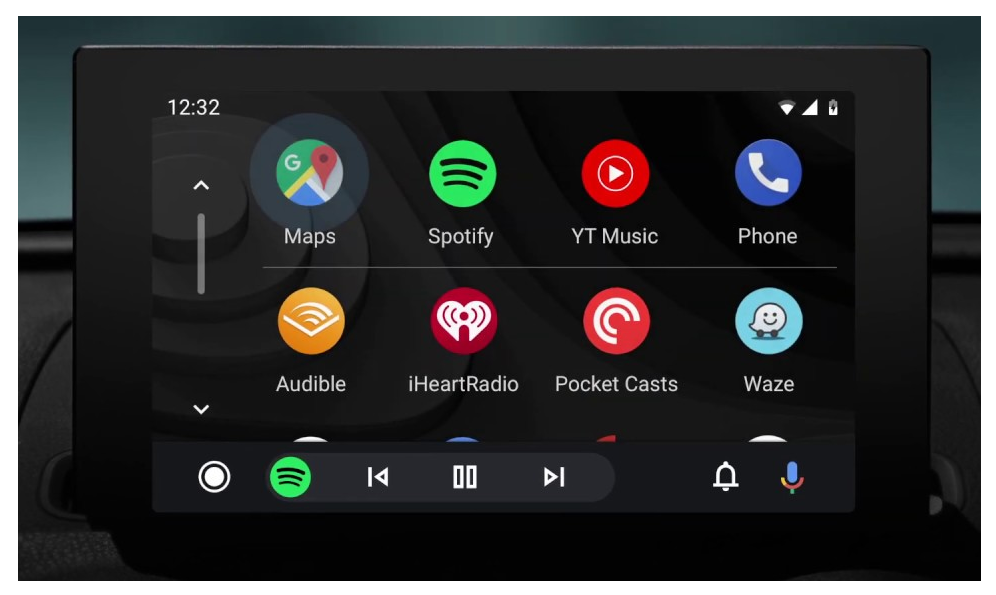 12:32
G
Maps
Spotify
YT Music
Phone
Audible
iHeartRadio
Pocket Casts
Waze